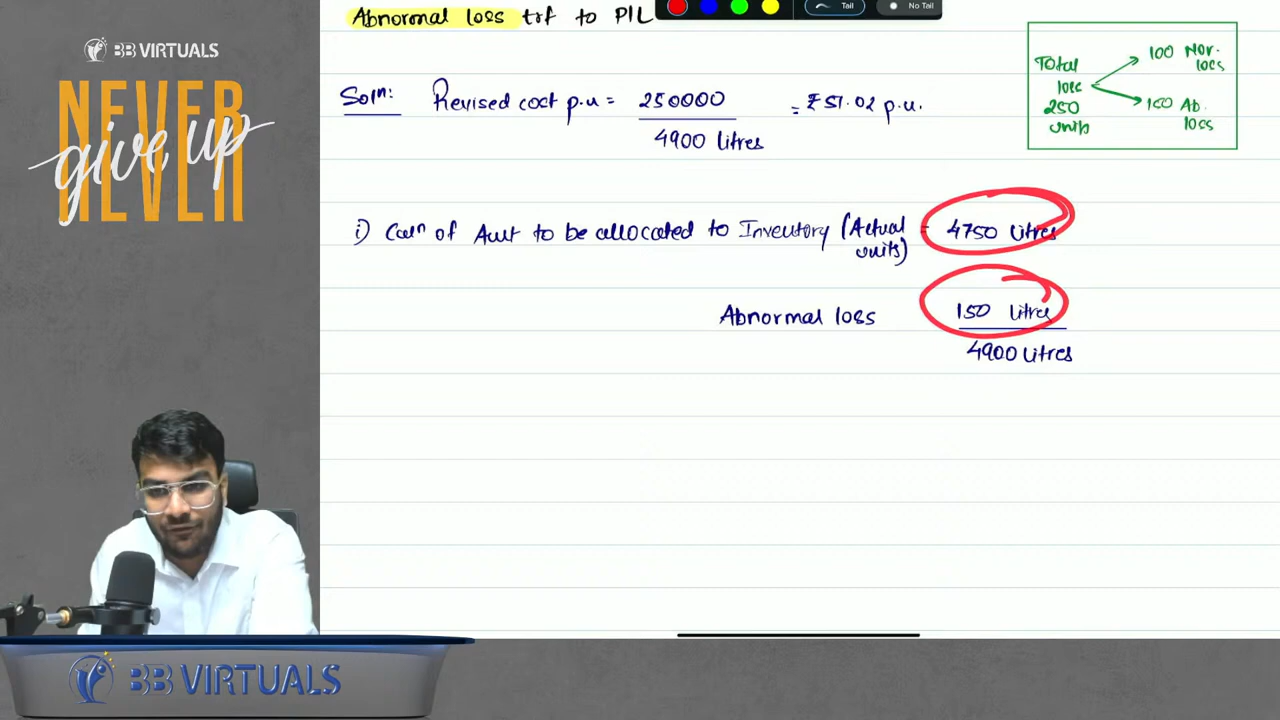 BB VIRTUALS
NEVER
give up
NEVER
Abnormal loss trf to P/L
Tail
No Tail
Total loss 250 units
100 Nor. loss
150 Ab. loss
Soln: Revised cost p.u = 250000 / 4900 litres = ₹51.02 p.u.
i) Caln of Amt to be allocated to Inventory (Actual units) = 4750 litres
Abnormal loss 150 litres
4900 litres
BB VIRTUALS